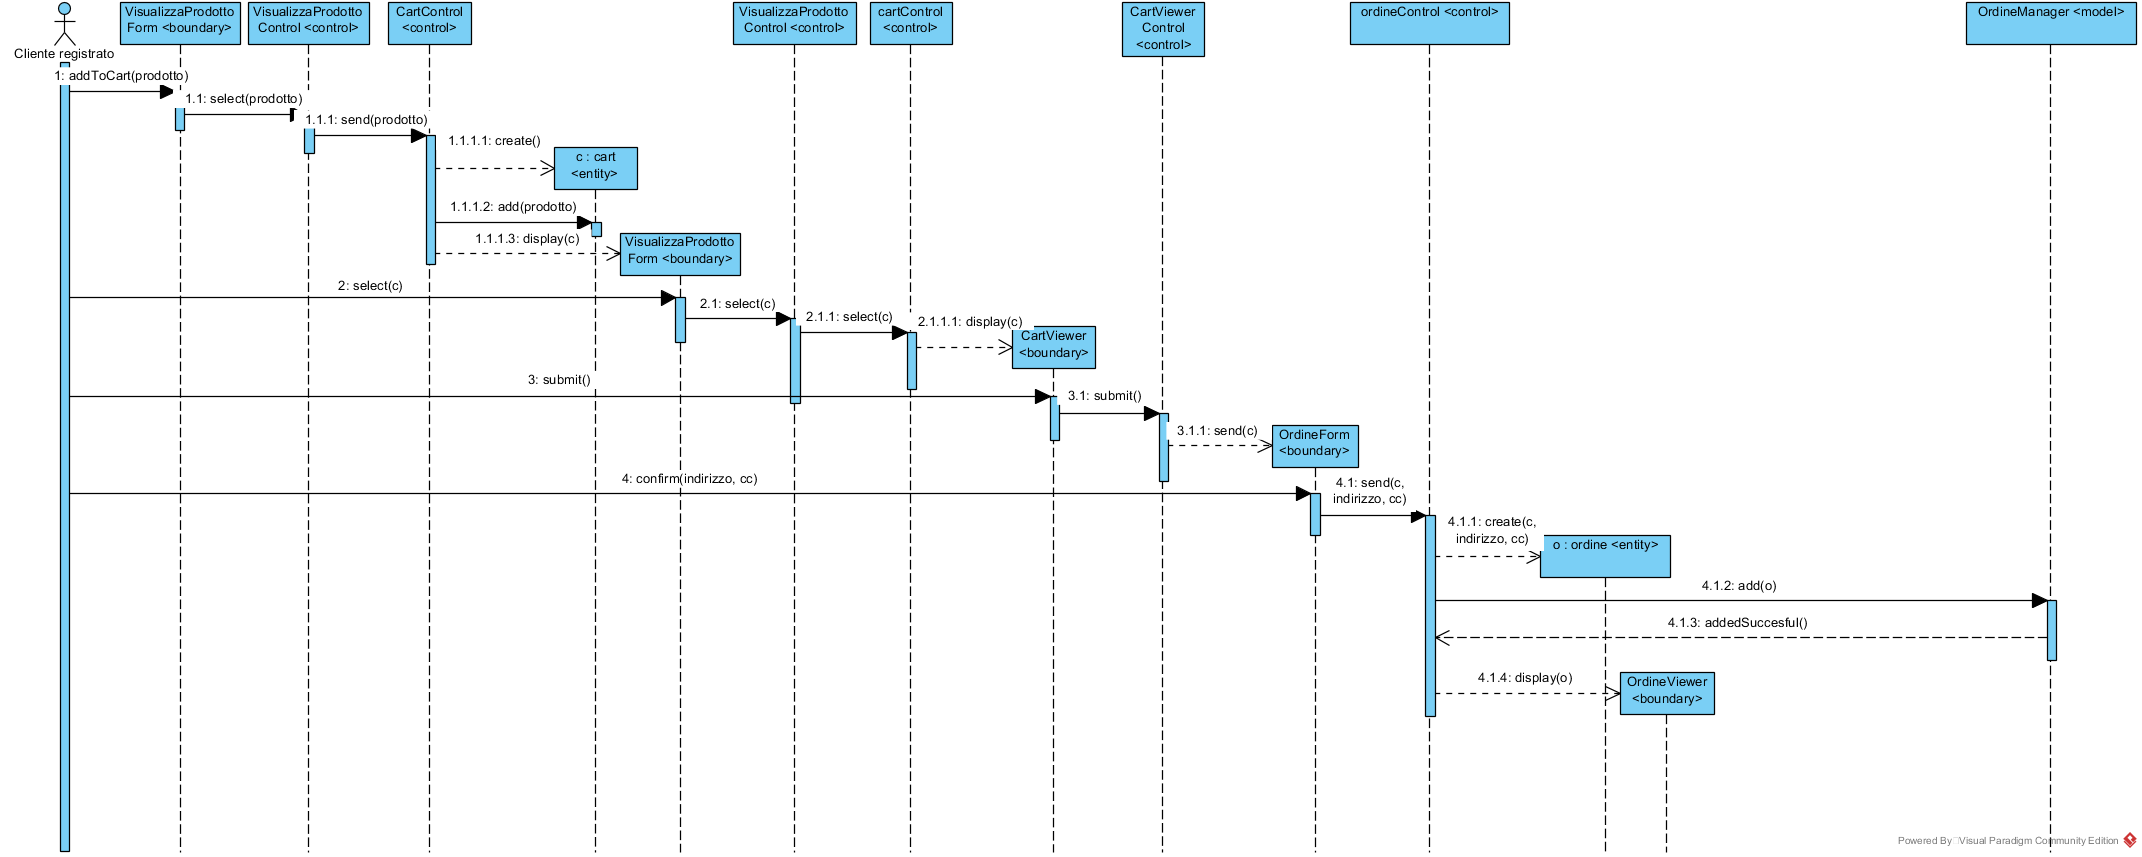 VisualizzaProdotto
Form <boundary>
VisualizzaProdotto
Control <control>
CartControl
<control>
VisualizzaProdotto
Control <control>
cartControl
<control>
CartViewer
Control
<control>
ordineControl <control>
OrdineManager <model>
Cliente registrato
1: addToCart(prodotto)
1.1: select(prodotto)
1.1.1: send(prodotto)
1.1.1.1: create()
c : cart
<entity>
1.1.1.2: add(prodotto)
1.1.1.3: display(c)
VisualizzaProdotto
Form <boundary>
2: select(c)
2.1: select(c)
2.1.1: select(c)
2.1.1.1: display(c)
CartViewer
<boundary>
3: submit()
3.1: submit()
3.1.1: send(c)
OrdineForm
<boundary>
4: confirm(indirizzo, cc)
4.1: send(c,
indirizzo, cc)
4.1.1: create(c,
indirizzo, cc)
o : ordine <entity>
4.1.2: add(o)
4.1.3: addedSuccesful()
4.1.4: display(o)
OrdineViewer
<boundary>
Powered By Visual Paradigm Community Edition